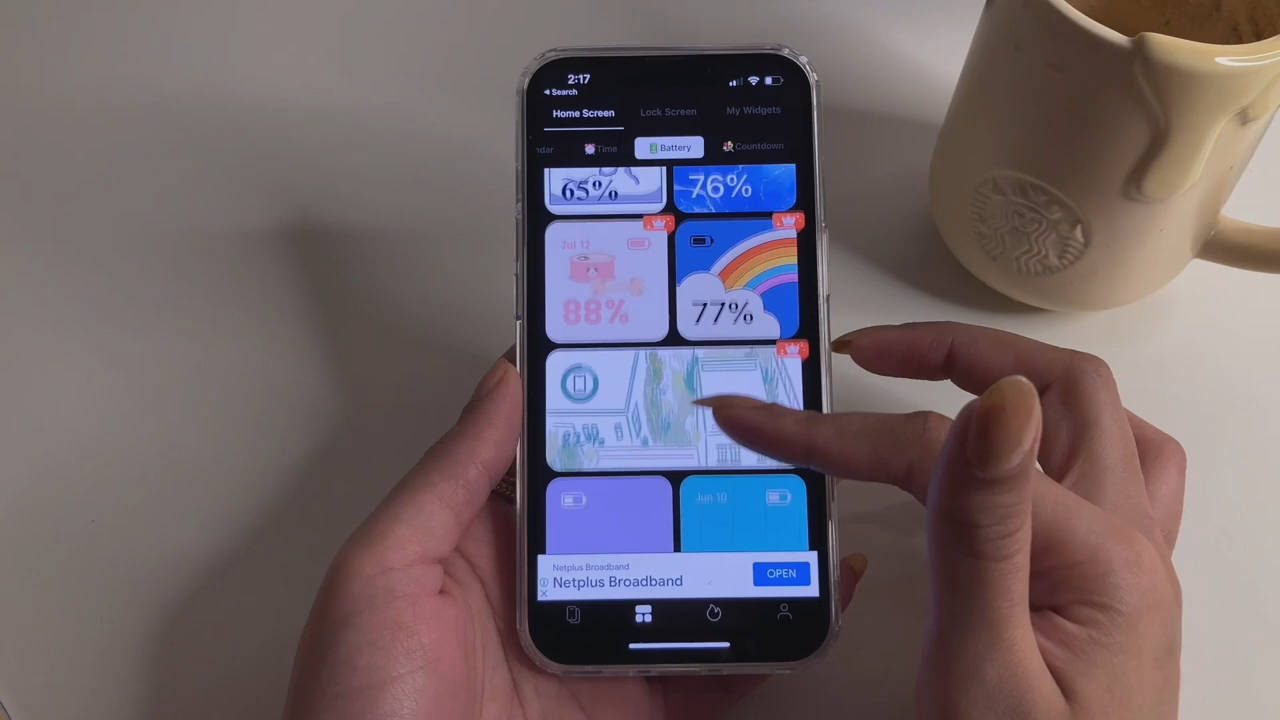 2:17
Search
Home Screen Lock Screen My Widgets
ndar Time Battery Countdown
65% 76%
Jul 12
88% 77%
Jun 10
Netplus Broadband
Netplus Broadband
OPEN